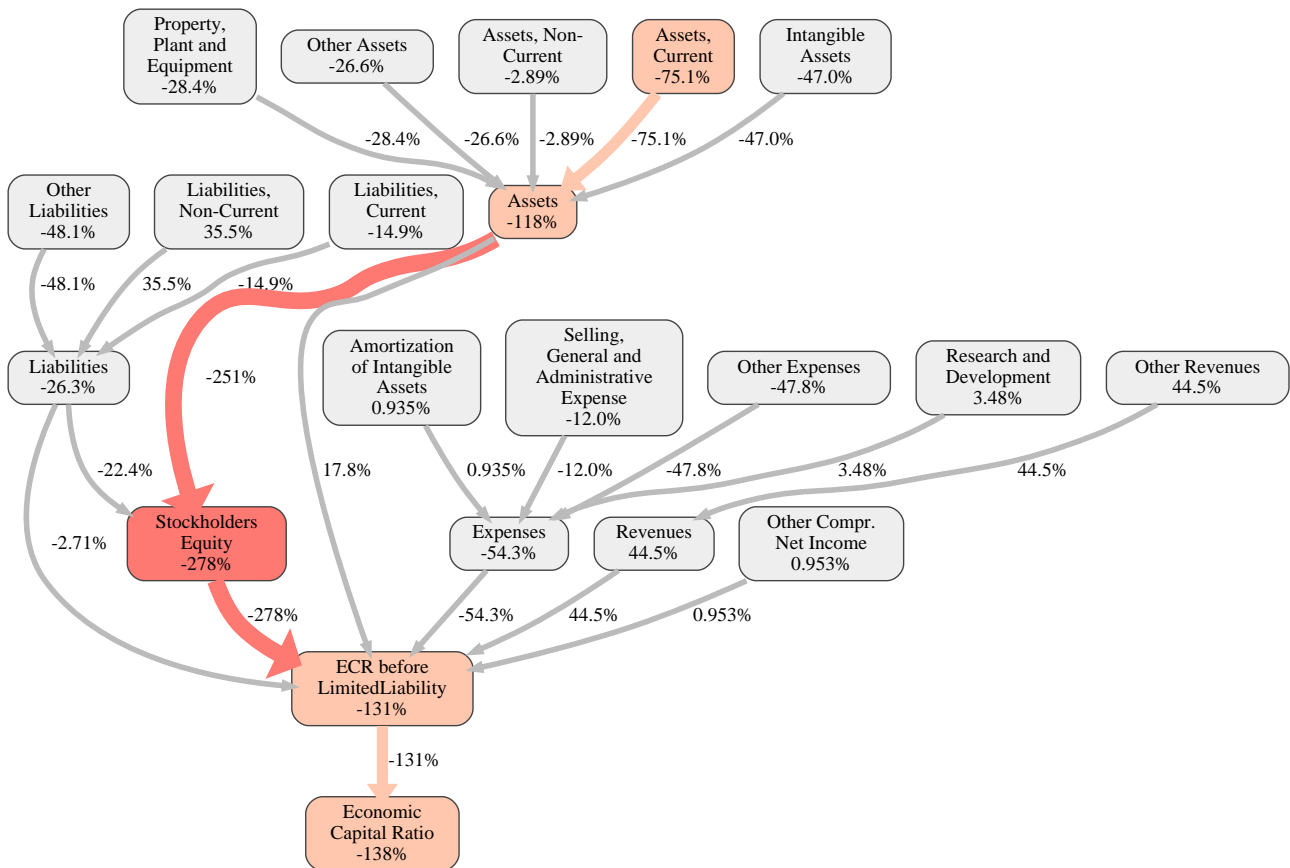 Property,
Plant and
Equipment
-28.4%
Other Assets
-26.6%
Assets, Non-
Current
-2.89%
Assets,
Current
-75.1%
Intangible
Assets
-47.0%
-28.4%
-26.6%
-2.89%
-75.1%
-47.0%
Other
Liabilities
-48.1%
Liabilities,
Non-Current
35.5%
Liabilities,
Current
-14.9%
Assets
-118%
-48.1%
35.5%
-14.9%
Liabilities
-26.3%
-251%
Amortization
of Intangible
Assets
0.935%
Selling,
General and
Administrative
Expense
-12.0%
Other Expenses
-47.8%
Research and
Development
3.48%
Other Revenues
44.5%
-22.4%
17.8%
0.935%
-12.0%
-47.8%
3.48%
44.5%
-2.71%
Stockholders
Equity
-278%
Expenses
-54.3%
Revenues
44.5%
Other Compr.
Net Income
0.953%
-278%
-54.3%
44.5%
0.953%
ECR before
LimitedLiability
-131%
-131%
Economic
Capital Ratio
-138%